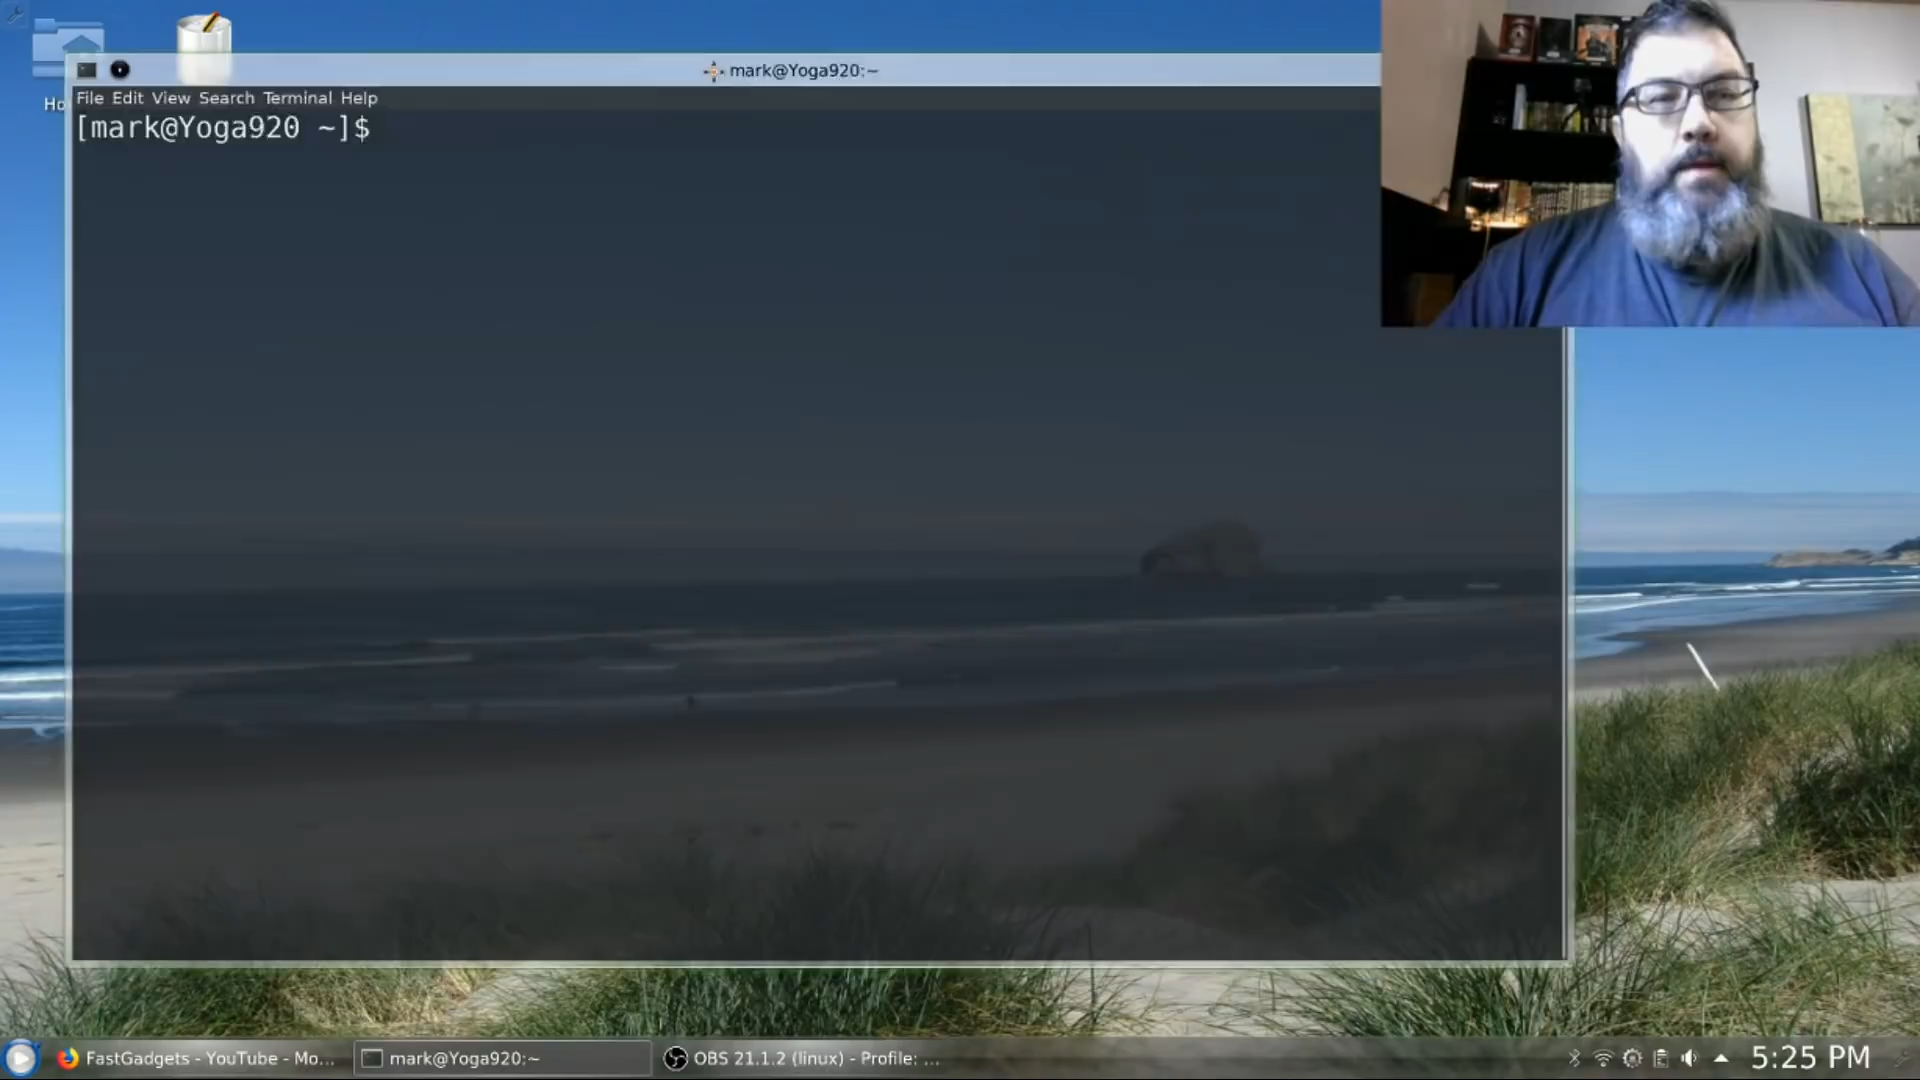 mark@Yoga920:~
Ho
File Edit View Search Terminal Help
[mark@Yoga920 ~]$
FastGadgets - YouTube - Mo...
mark@Yoga920:~
OBS 21.1.2 (linux) - Profile: ...
5:25 PM